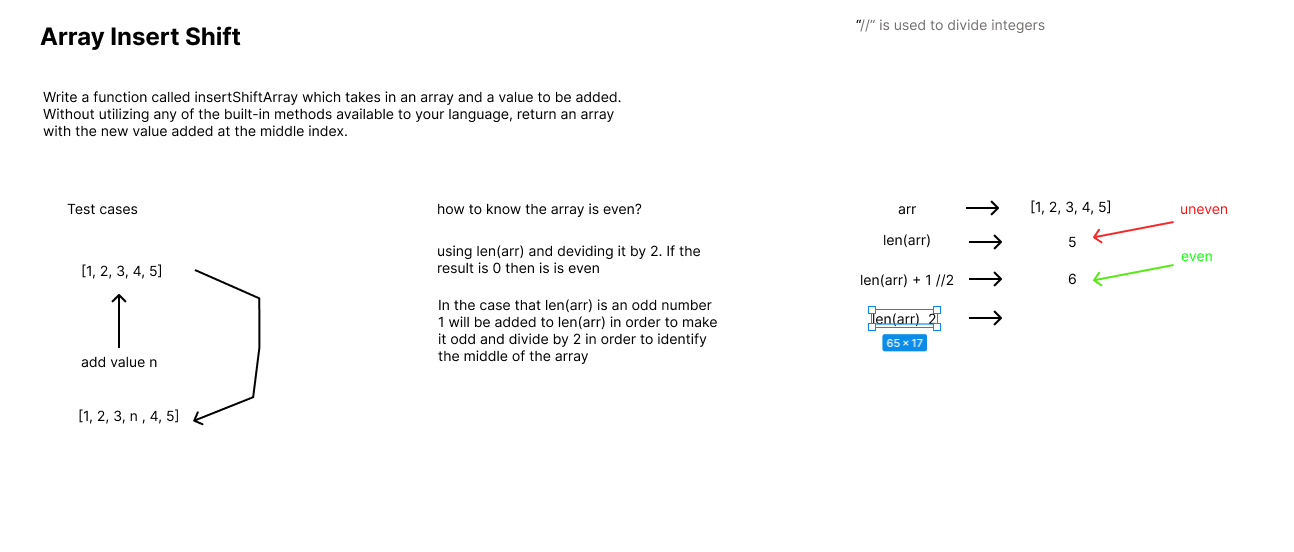 Array Insert Shift
“//” is used to divide integers
Write a function called insertShiftArray which takes in an array and a value to be added.
Without utilizing any of the built-in methods available to your language, return an array
with the new value added at the middle index.
Test cases
[1, 2, 3, 4, 5]
add value n
[1, 2, 3, n , 4, 5]
how to know the array is even?
using len(arr) and deviding it by 2. If the
result is 0 then is is even
In the case that len(arr) is an odd number
1 will be added to len(arr) in order to make
it odd and divide by 2 in order to identify
the middle of the array
arr
[1, 2, 3, 4, 5]
uneven
len(arr)
5
even
len(arr) + 1 //2
6
len(arr) 2
65 × 17